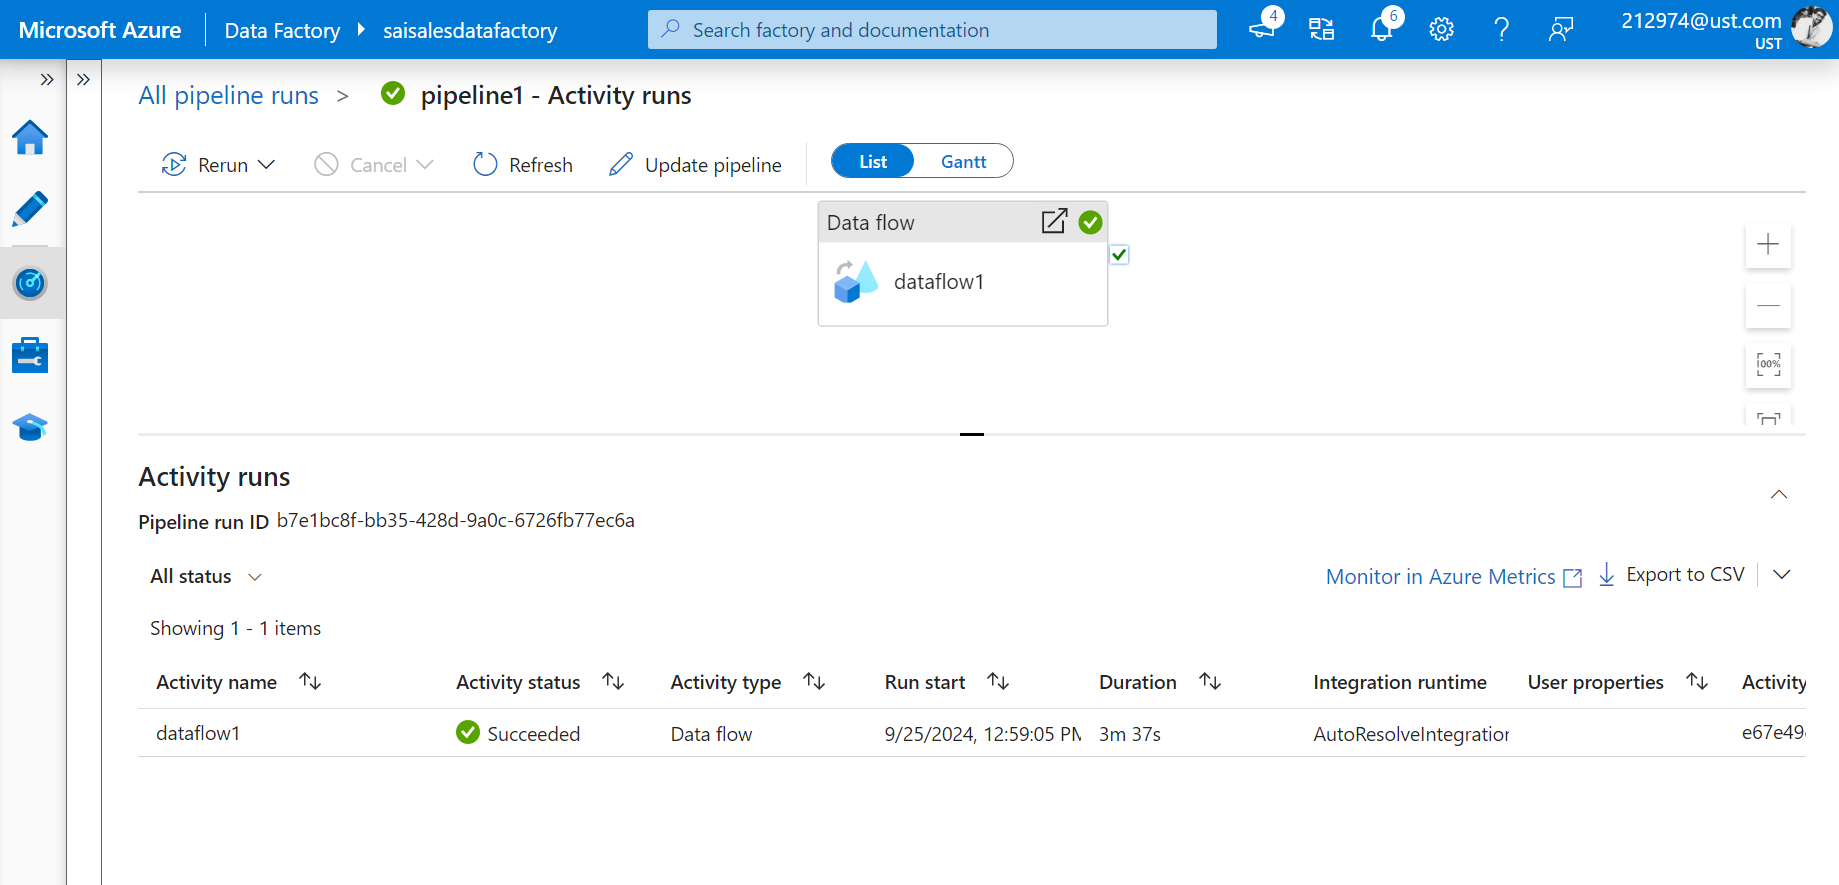 Microsoft Azure Data Factory saisalesdatafactory Search factory and documentation 4 6 212974@ust.com
UST
All pipeline runs > pipeline1 - Activity runs
Rerun Cancel Refresh Update pipeline List Gantt
Data flow
dataflow1
100%
Activity runs
Pipeline run ID b7e1bc8f-bb35-428d-9a0c-6726fb77ec6a
All status Monitor in Azure Metrics Export to CSV
Showing 1 - 1 items
Activity name Activity status Activity type Run start Duration Integration runtime User properties Activity
dataflow1 Succeeded Data flow 9/25/2024, 12:59:05 PM 3m 37s AutoResolveIntegration e67e49